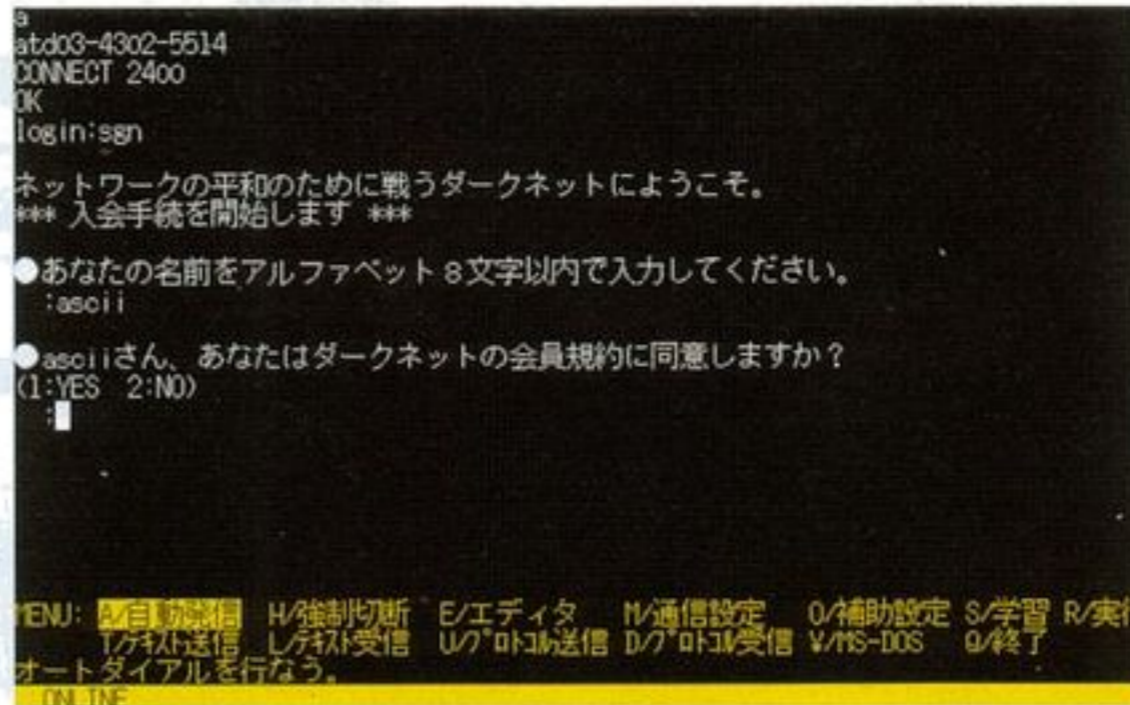 a
atdo3-43o2-5514
CONNECT 24oo
OK
login:sgn
ネットワークの平和のために戦うダークネットにようこそ。
*** 入会手続を開始します ***
●あなたの名前をアルファベット8文字以内で入力してください。
:ascii
●asciiさん、あなたはダークネットの会員規約に同意しますか？
(1:YES 2:NO)
:
MENU: A/自動発信 H/強制切断 E/エディタ M/通信設定 O/補助設定 S/学習 R/実行
T/テキスト送信 L/テキスト受信 U/プロトコル送信 D/プロトコル受信 ¥/MS-DOS Q/終了
オートダイアルを行なう。
ONLINE